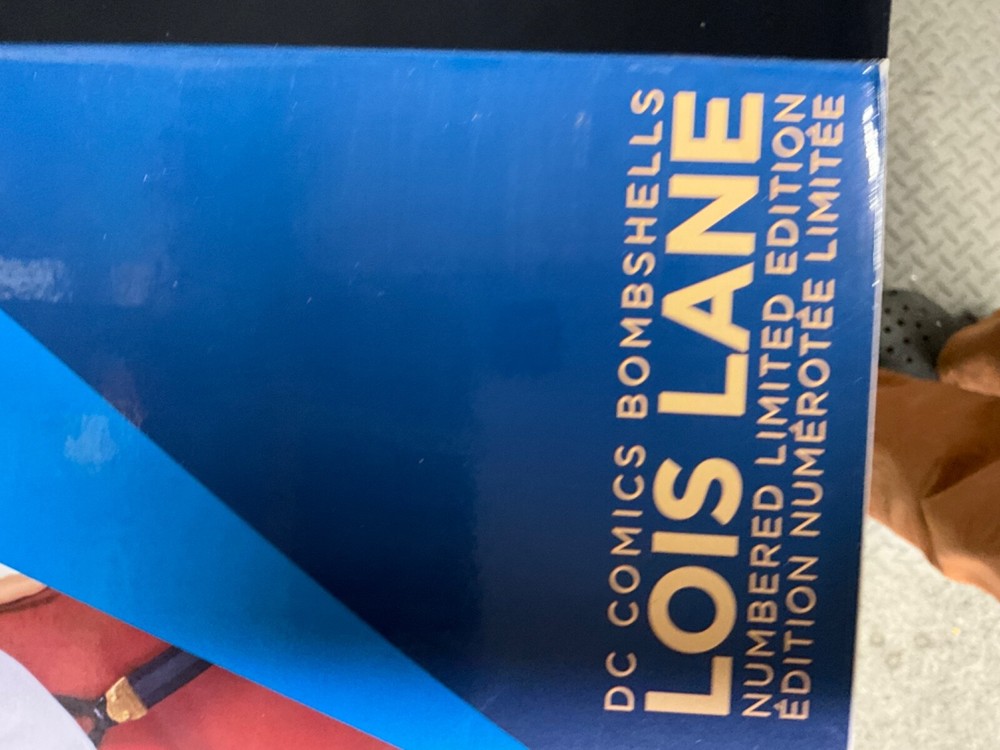 DC COMICS BOMBSHELLS
LOIS LANE
NUMBERED LIMITED EDITION
ÉDITION NUMÉROTÉE LIMITÉE